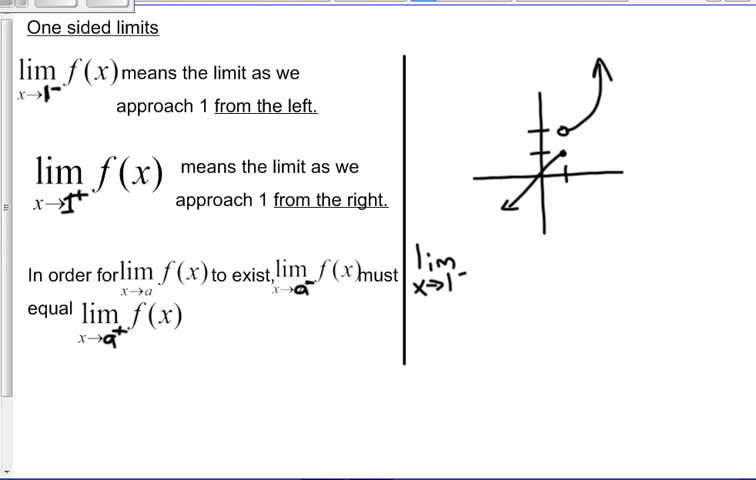 One sided limits
lim f(x) means the limit as we
x→1⁻
approach 1 from the left.
lim f(x) means the limit as we
x→1⁺
approach 1 from the right.
In order for lim f(x) to exist, lim f(x) must
x→a x→a⁻
equal lim f(x)
x→a⁺
lim
x→1⁻